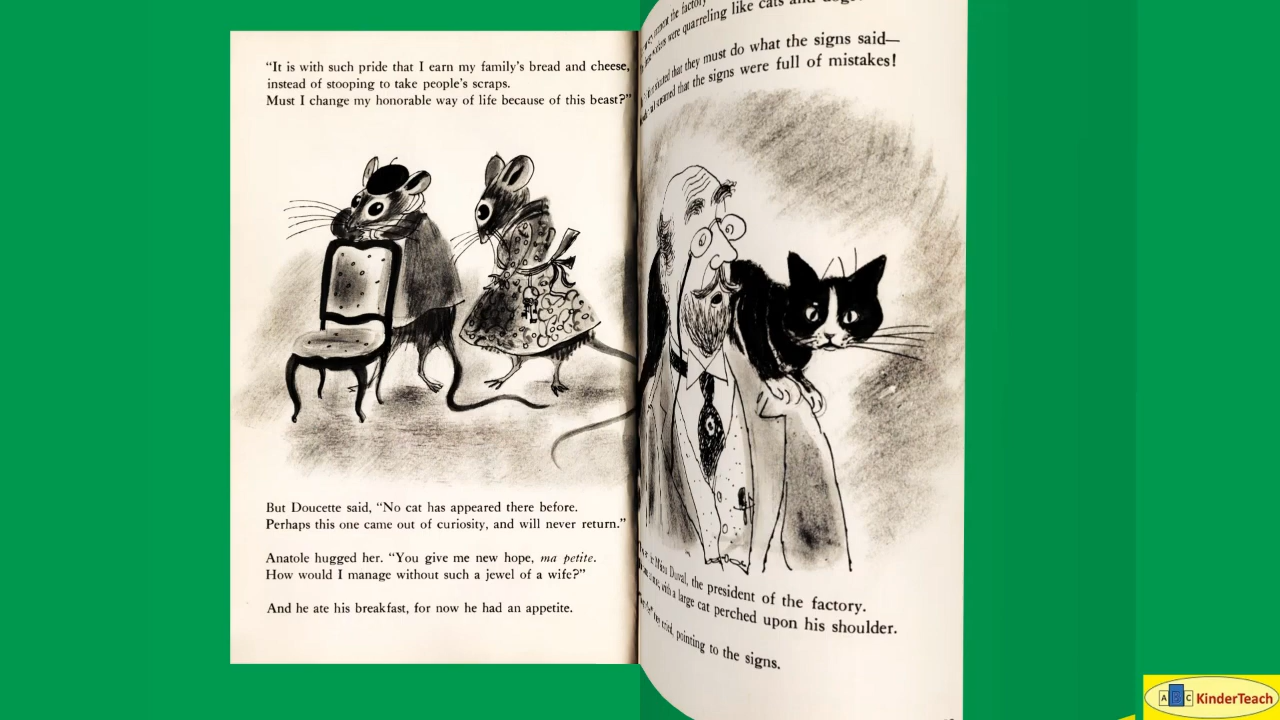 “It is with such pride that I earn my family’s bread and cheese,
instead of stooping to take people’s scraps.
Must I change my honorable way of life because of this beast?”
But Doucette said, “No cat has appeared there before.
Perhaps this one came out of curiosity, and will never return.”
Anatole hugged her. “You give me new hope, ma petite.
How would I manage without such a jewel of a wife?”
And he ate his breakfast, for now he had an appetite.
the factory
were quarreling like cats and dogs
that they must do what the signs said—
that the signs were full of mistakes!
Duval, the president of the factory.
with a large cat perched upon his shoulder.
cried, pointing to the signs.
ABC KinderTeach